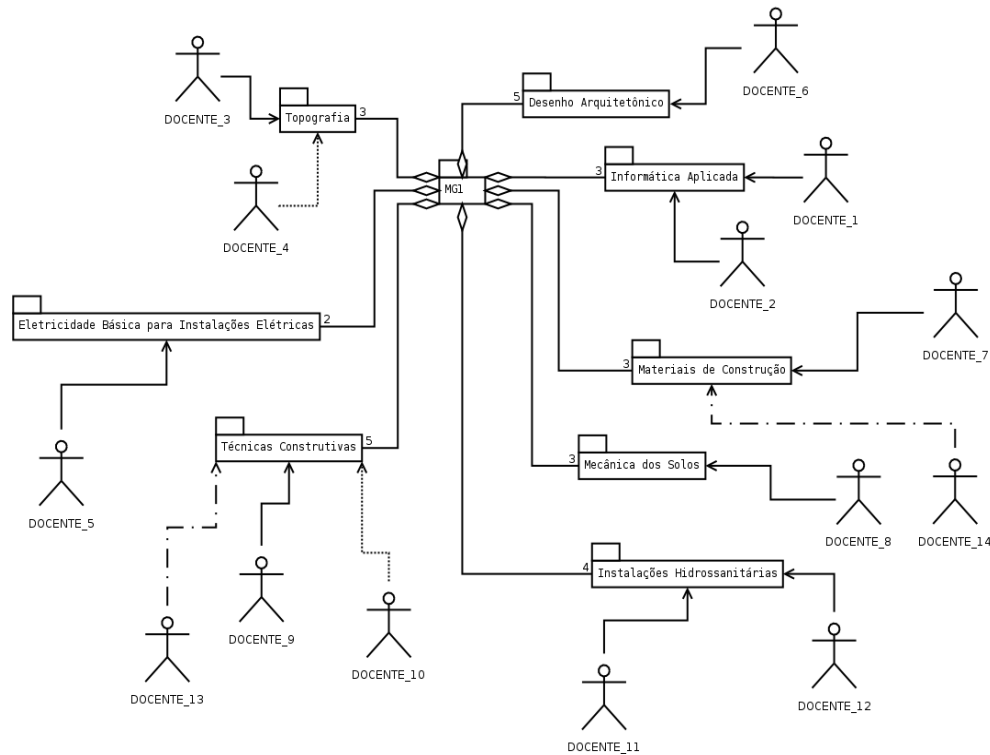 DOCENTE_6
5
Desenho Arquitetônico
DOCENTE_3
3
Topografia
DOCENTE_4
MG1
3
Informática Aplicada
DOCENTE_1
DOCENTE_2
Eletricidade Básica para Instalações Elétricas
2
DOCENTE_5
DOCENTE_7
3
Materiais de Construção
Técnicas Construtivas
5
3
Mecânica dos Solos
DOCENTE_8
DOCENTE_14
4
Instalações Hidrossanitárias
DOCENTE_9
DOCENTE_10
DOCENTE_13
DOCENTE_12
DOCENTE_11